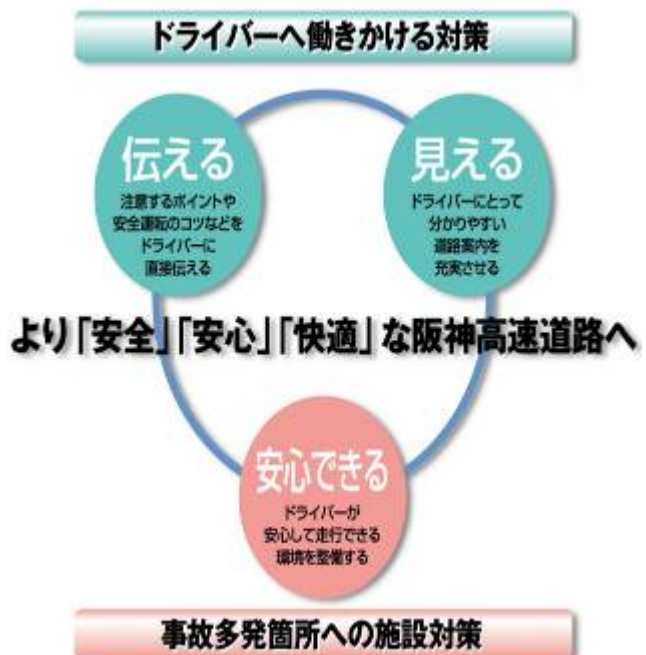 ドライバーへ働きかける対策
伝える
注意するポイントや
安全運転のコツなどを
ドライバーに
直接伝える
見える
ドライバーにとって
分かりやすい
道路案内を
充実させる
より「安全」「安心」「快適」な阪神高速道路へ
安心できる
ドライバーが
安心して走行できる
環境を整備する
事故多発箇所への施設対策